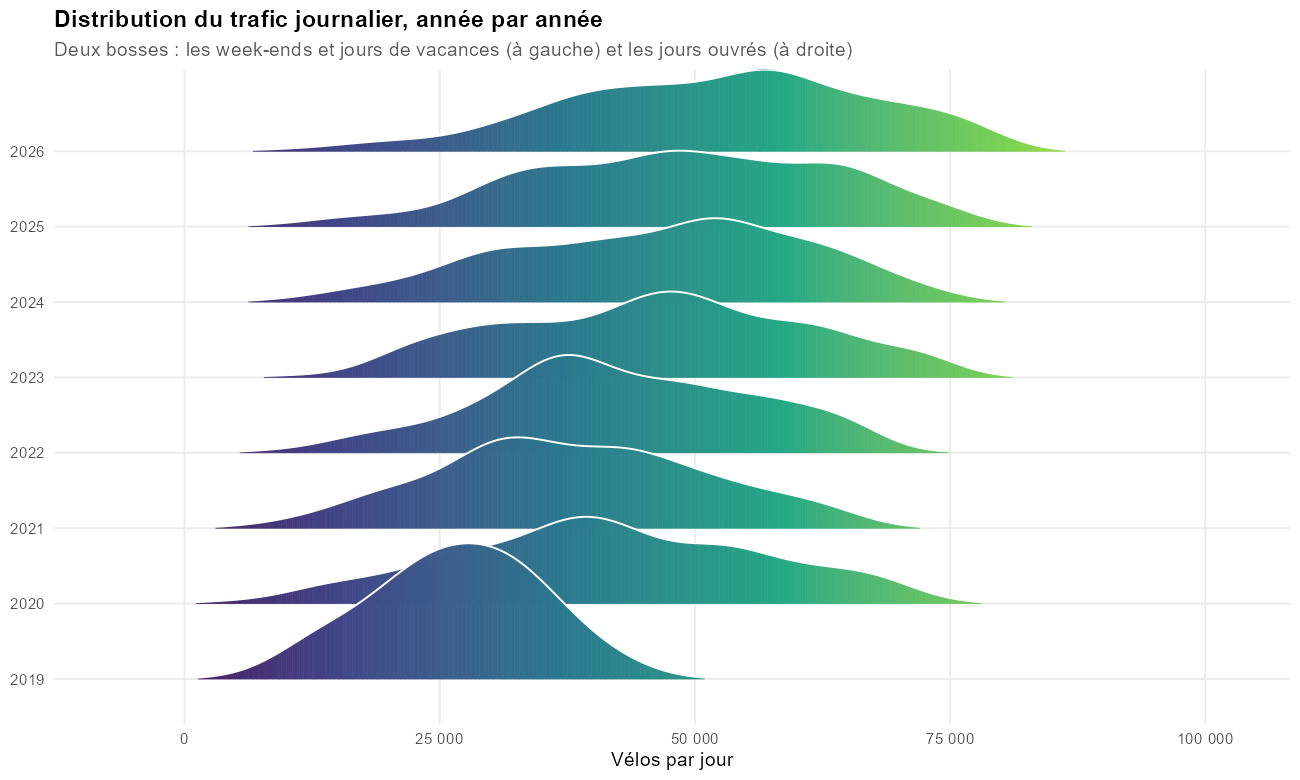 Distribution du trafic journalier, année par année
Deux bosses : les week-ends et jours de vacances (à gauche) et les jours ouvrés (à droite)
2026
2025
2024
2023
2022
2021
2020
2019
0 25 000 50 000 75 000 100 000
Vélos par jour